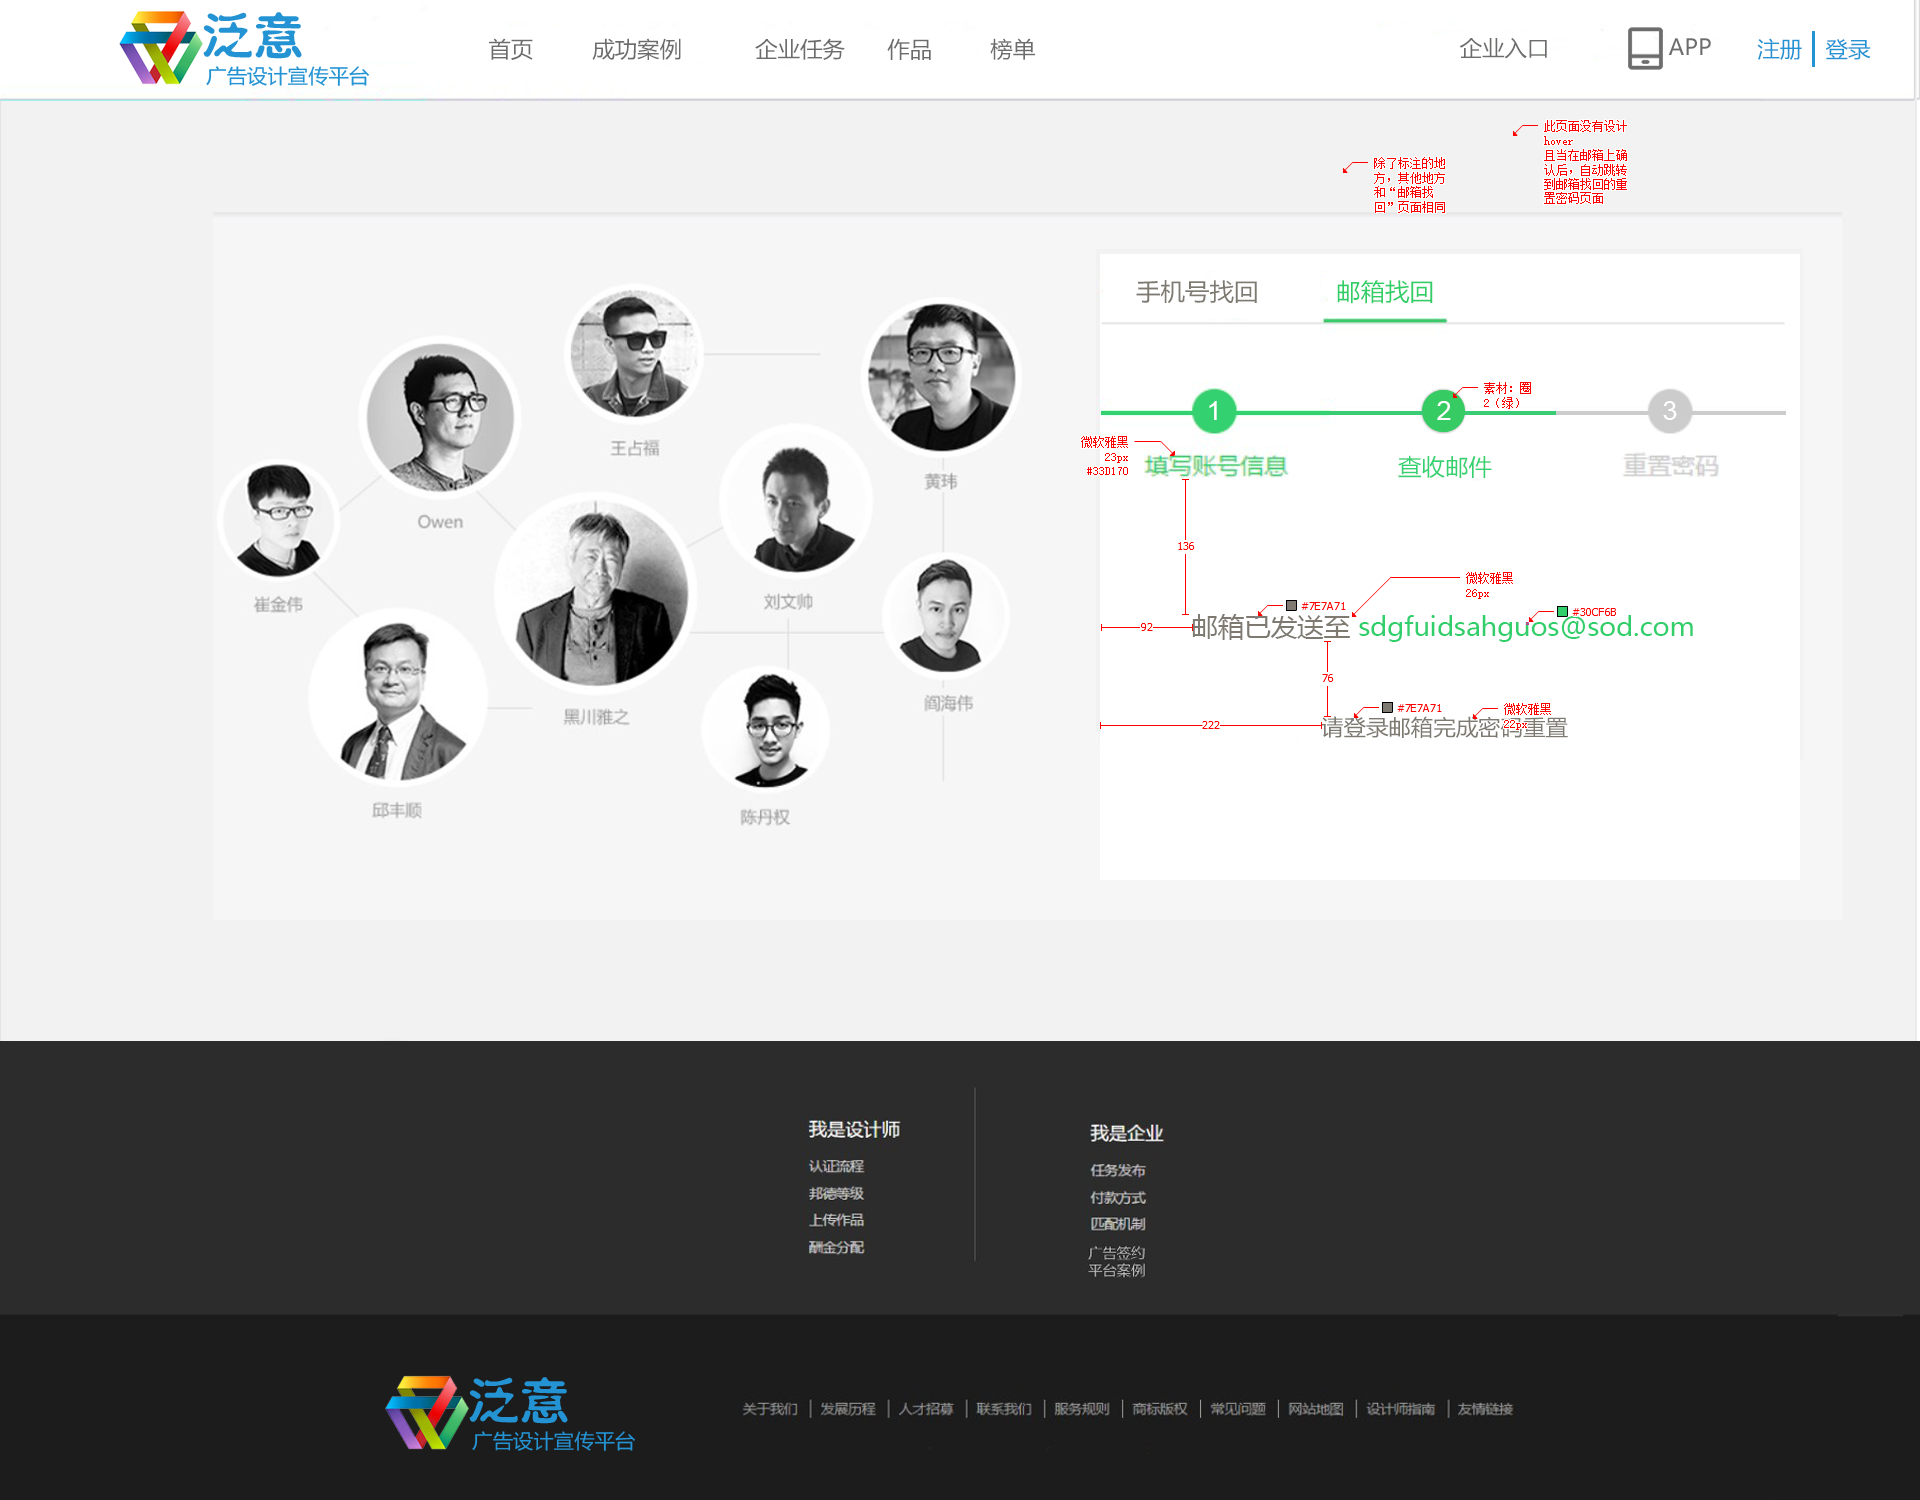 泛意
广告设计宣传平台
首页 成功案例 企业任务 作品 榜单 企业入口 APP 注册 登录
此页面没有设计
hover
且当在邮箱上确
认后，自动跳转
到邮箱找回的重
置密码页面
除了标注的地
方，其他地方
和“邮箱找
回”页面相同
手机号找回 邮箱找回
1 2 3
素材：圈
2（绿）
微软雅黑
23px
#33D170
填写账号信息 查收邮件 重置密码
136
微软雅黑
26px
#7E7A71
#30CF6B
92
邮箱已发送至 sdgfuidsahguos@sod.com
76
#7E7A71
微软雅黑
22px
222
请登录邮箱完成密码重置
王占福
黄玮
Owen
崔金伟
刘文帅
阎海伟
黑川雅之
邱丰顺
陈丹权
我是设计师
认证流程
邦德等级
上传作品
酬金分配
我是企业
任务发布
付款方式
匹配机制
广告签约
平台案例
泛意
广告设计宣传平台
关于我们 发展历程 人才招募 联系我们 服务规则 商标版权 常见问题 网站地图 设计师指南 友情链接